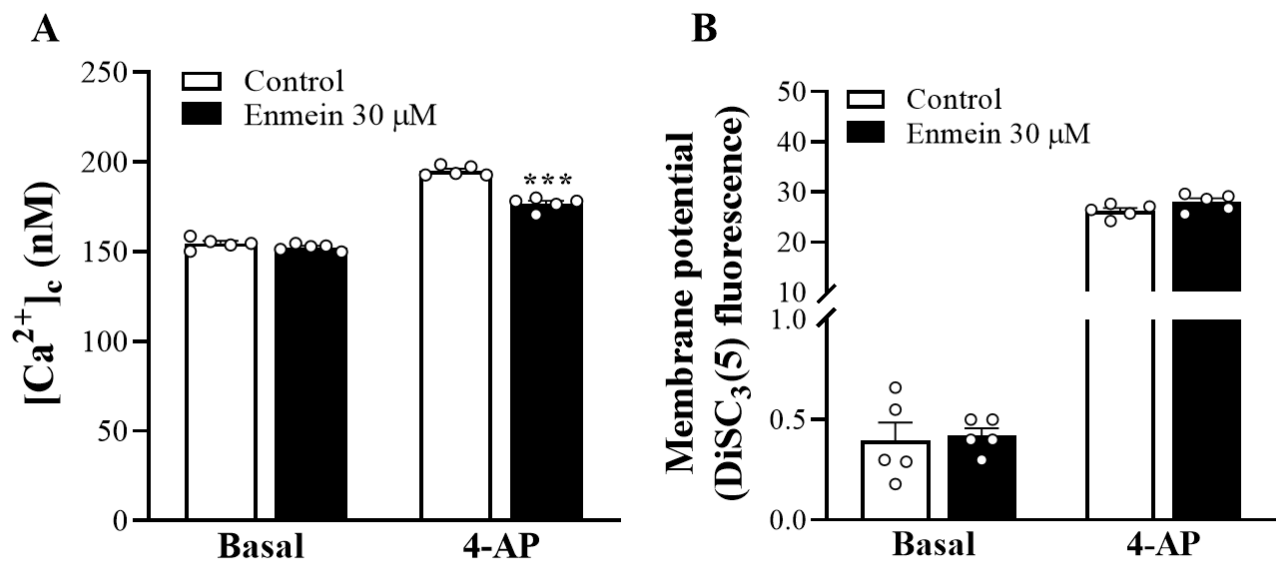 A
[Ca²⁺]c (nM)
250
200
150
100
50
0
Control
Enmein 30 μM
***
Basal
4-AP
B
Membrane potential
(DiSC₃(5) fluorescence)
50
40
30
20
10
1.0
0.5
0.0
Control
Enmein 30 μM
Basal
4-AP